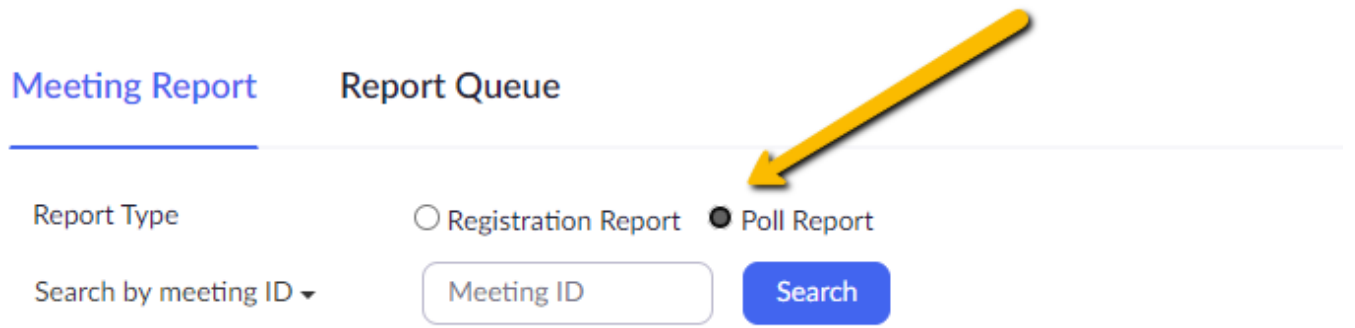 Meeting Report Report Queue
Report Type Registration Report Poll Report
Search by meeting ID Meeting ID Search